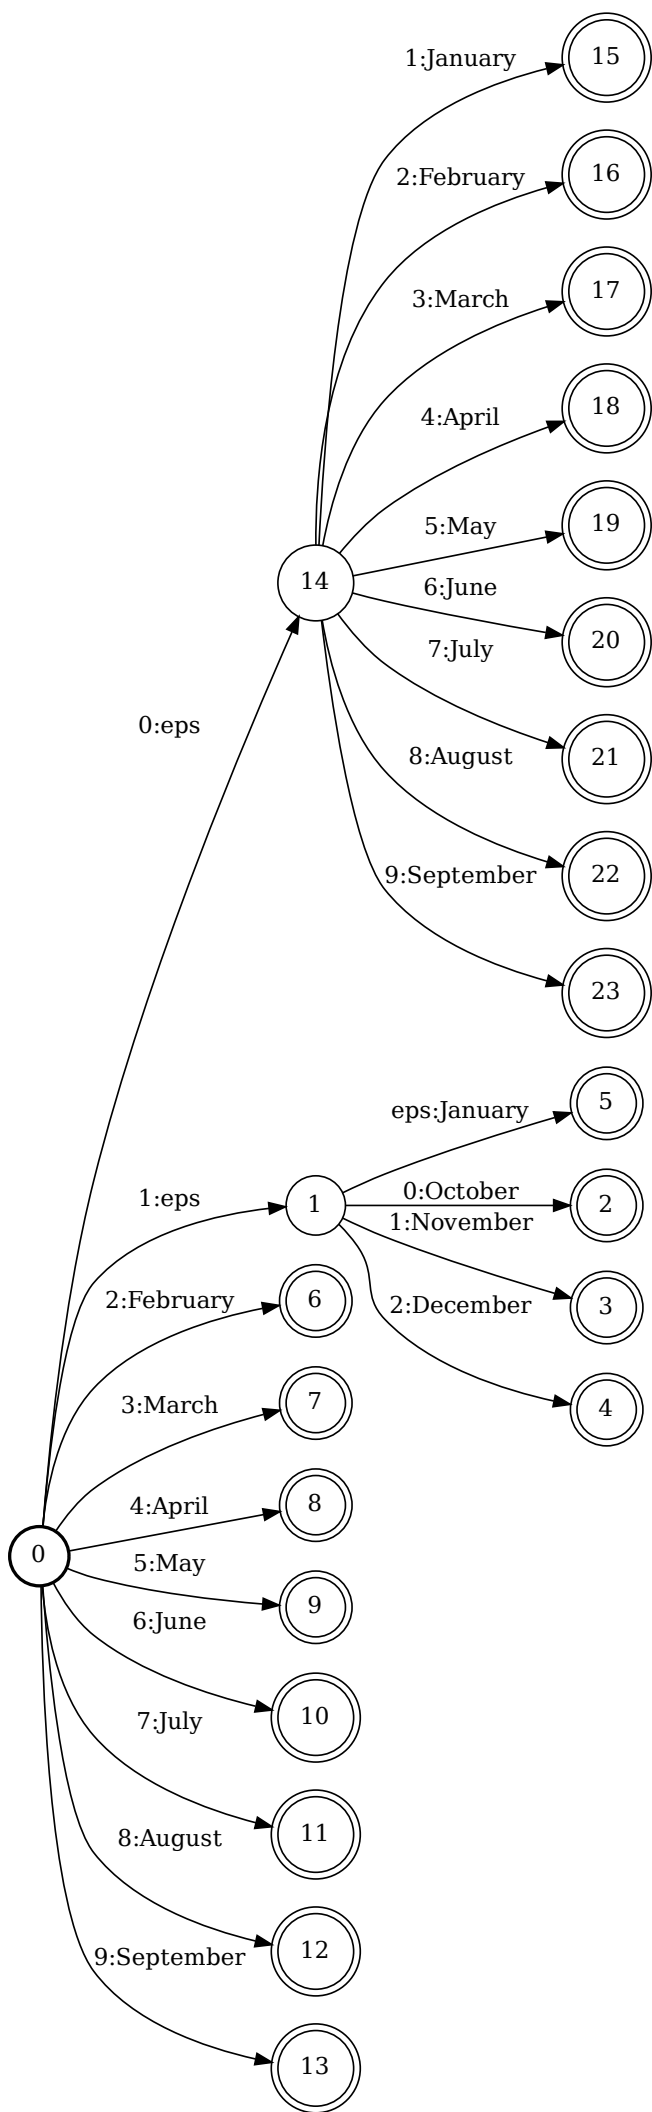 1:January
15
2:February
16
3:March
17
4:April
18
5:May
19
14
6:June
20
7:July
21
0:eps
8:August
22
9:September
23
eps:January
5
1:eps
1
0:October
2
1:November
2:February
6
2:December
3
3:March
7
4
4:April
8
0
5:May
9
6:June
10
7:July
11
8:August
12
9:September
13